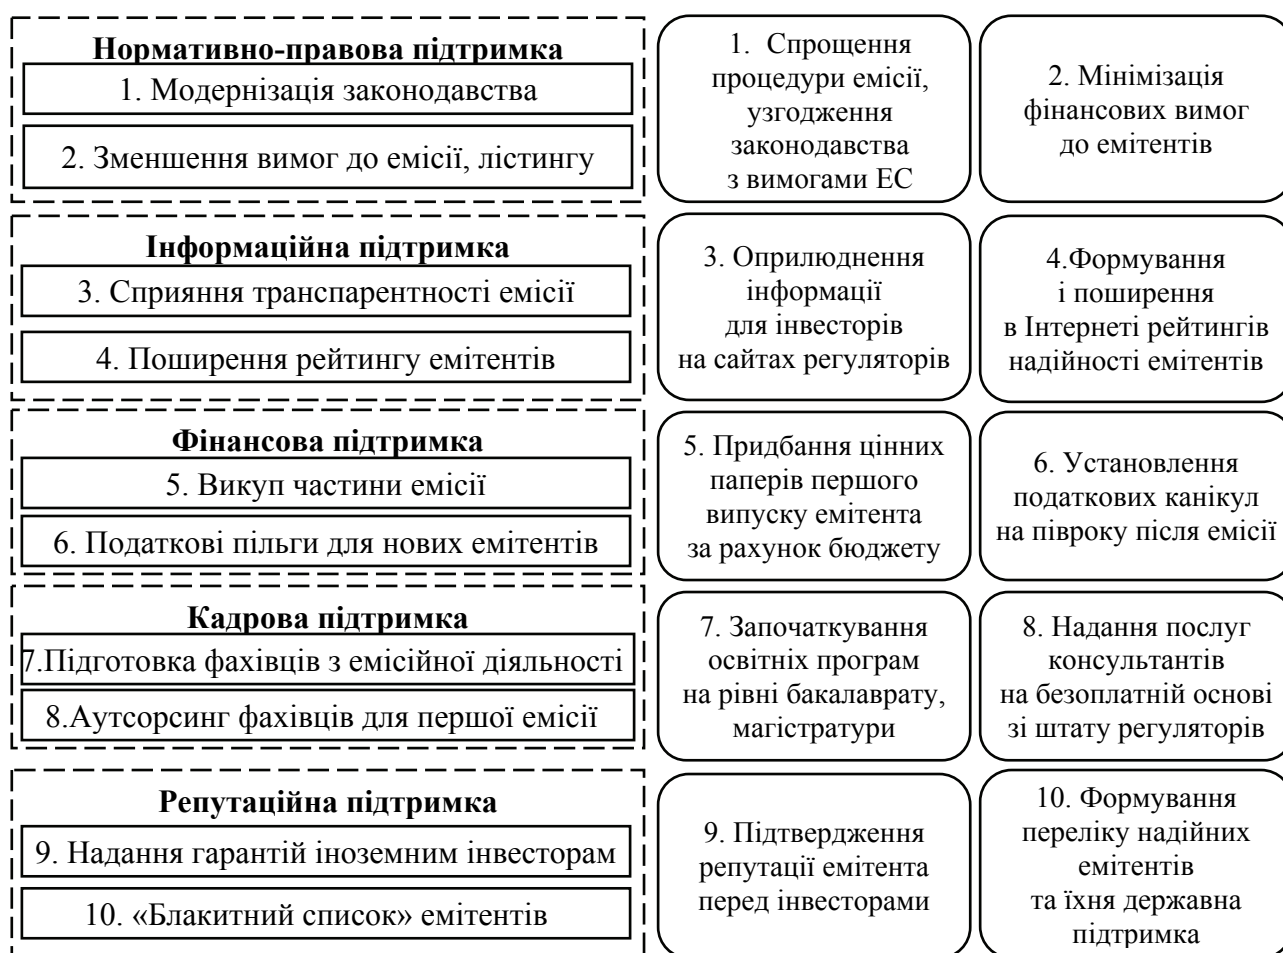 Нормативно-правова підтримка
1. Модернізація законодавства
2. Зменшення вимог до емісії, лістингу
1. Спрощення
процедури емісії,
узгодження
законодавства
з вимогами ЕС
2. Мінімізація
фінансових вимог
до емітентів
Інформаційна підтримка
3. Сприяння транспарентності емісії
4. Поширення рейтингу емітентів
3. Оприлюднення
інформації
для інвесторів
на сайтах регуляторів
4.Формування
і поширення
в Інтернеті рейтингів
надійності емітентів
Фінансова підтримка
5. Викуп частини емісії
6. Податкові пільги для нових емітентів
5. Придбання цінних
паперів першого
випуску емітента
за рахунок бюджету
6. Установлення
податкових канікул
на півроку після емісії
Кадрова підтримка
7.Підготовка фахівців з емісійної діяльності
8.Аутсорсинг фахівців для першої емісії
7. Започаткування
освітніх програм
на рівні бакалаврату,
магістратури
8. Надання послуг
консультантів
на безоплатній основі
зі штату регуляторів
Репутаційна підтримка
9. Надання гарантій іноземним інвесторам
10. «Блакитний список» емітентів
9. Підтвердження
репутації емітента
перед інвесторами
10. Формування
переліку надійних
емітентів
та їхня державна
підтримка